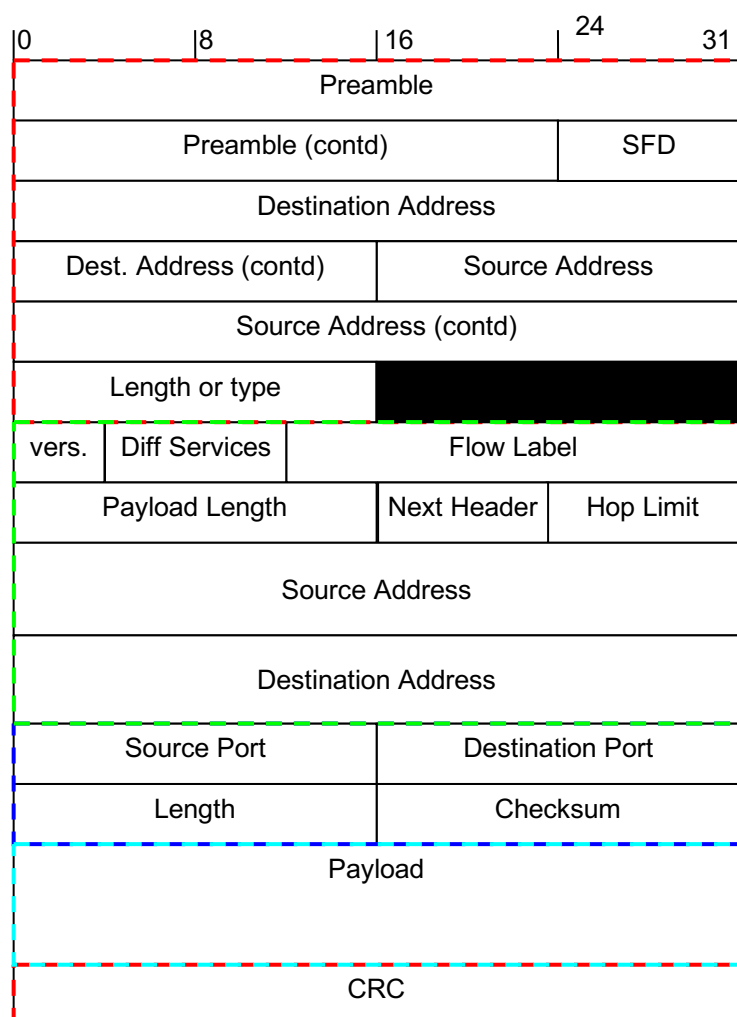 0 8 16 24 31
Preamble
Preamble (contd) SFD
Destination Address
Dest. Address (contd) Source Address
Source Address (contd)
Length or type
vers. Diff Services Flow Label
Payload Length Next Header Hop Limit
Source Address
Destination Address
Source Port Destination Port
Length Checksum
Payload
CRC